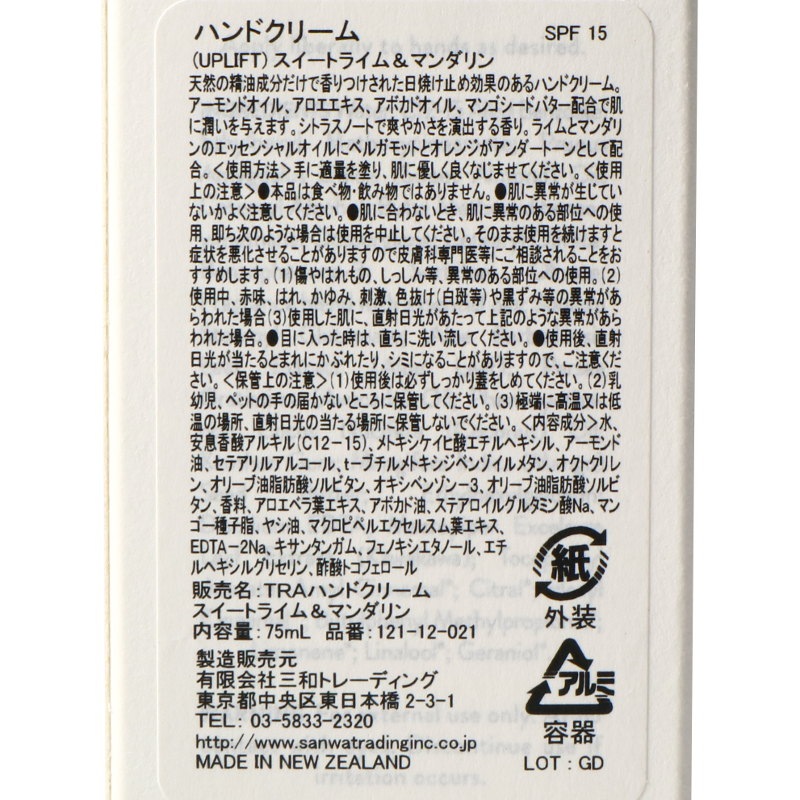 ハンドクリーム SPF 15
(UPLIFT) スイートライム＆マンダリン
天然の精油成分だけで香りつけされた日焼け止め効果のあるハンドクリーム。
アーモンドオイル、アロエエキス、アボカドオイル、マンゴシードバター配合で肌
に潤いを与えます。シトラスノートで爽やかさを演出する香り。ライムとマンダリ
ンのエッセンシャルオイルにベルガモットとオレンジがアンダートーンとして配
合。＜使用方法＞手に適量を塗り、肌に優しく良くなじませてください。＜使用
上の注意＞●本品は食べ物・飲み物ではありません。●肌に異常が生じてい
ないかよく注意してください。●肌に合わないとき、肌に異常のある部位への使
用、即ち次のような場合は使用を中止してください。そのまま使用を続けますと
症状を悪化させることがありますので皮膚科専門医等にご相談されることをお
すすめします。(1)傷やはれもの、しっしん等、異常のある部位への使用。(2)
使用中、赤味、はれ、かゆみ、刺激、色抜け(白斑等)や黒ずみ等の異常があ
らわれた場合(3)使用した肌に、直射日光があたって上記のような異常があら
われた場合。●目に入った時は、直ちに洗い流してください。●使用後、直射
日光が当たるとまれにかぶれたり、シミになることがありますので、ご注意くださ
い。＜保管上の注意＞(1)使用後は必ずしっかり蓋をしめてください。(2)乳
幼児、ペットの手の届かないところに保管してください。(3)極端に高温又は低
温の場所、直射日光の当たる場所に保管しないでください。＜内容成分＞水、
安息香酸アルキル(C12-15)、メトキシケイヒ酸エチルヘキシル、アーモンド
油、セテアリルアルコール、t-ブチルメトキシジベンゾイルメタン、オクトクリレ
ン、オリーブ油脂肪酸ソルビタン、オキシベンゾン-3、オリーブ油脂肪酸ソルビ
タン、香料、アロエベラ葉エキス、アボカド油、ステアロイルグルタミン酸Na、マン
ゴー種子脂、ヤシ油、マクロピペルエクセルスム葉エキス、
EDTA-2Na、キサンタンガム、フェノキシエタノール、エチ
ルヘキシルグリセリン、酢酸トコフェロール
販売名：TRAハンドクリーム
スイートライム＆マンダリン
内容量：75mL 品番：121-12-021
製造販売元
有限会社三和トレーディング
東京都中央区東日本橋 2-3-1
TEL: 03-5833-2320
http://www.sanwatradinginc.co.jp
MADE IN NEW ZEALAND
紙
外装
アルミ
容器
LOT : GD